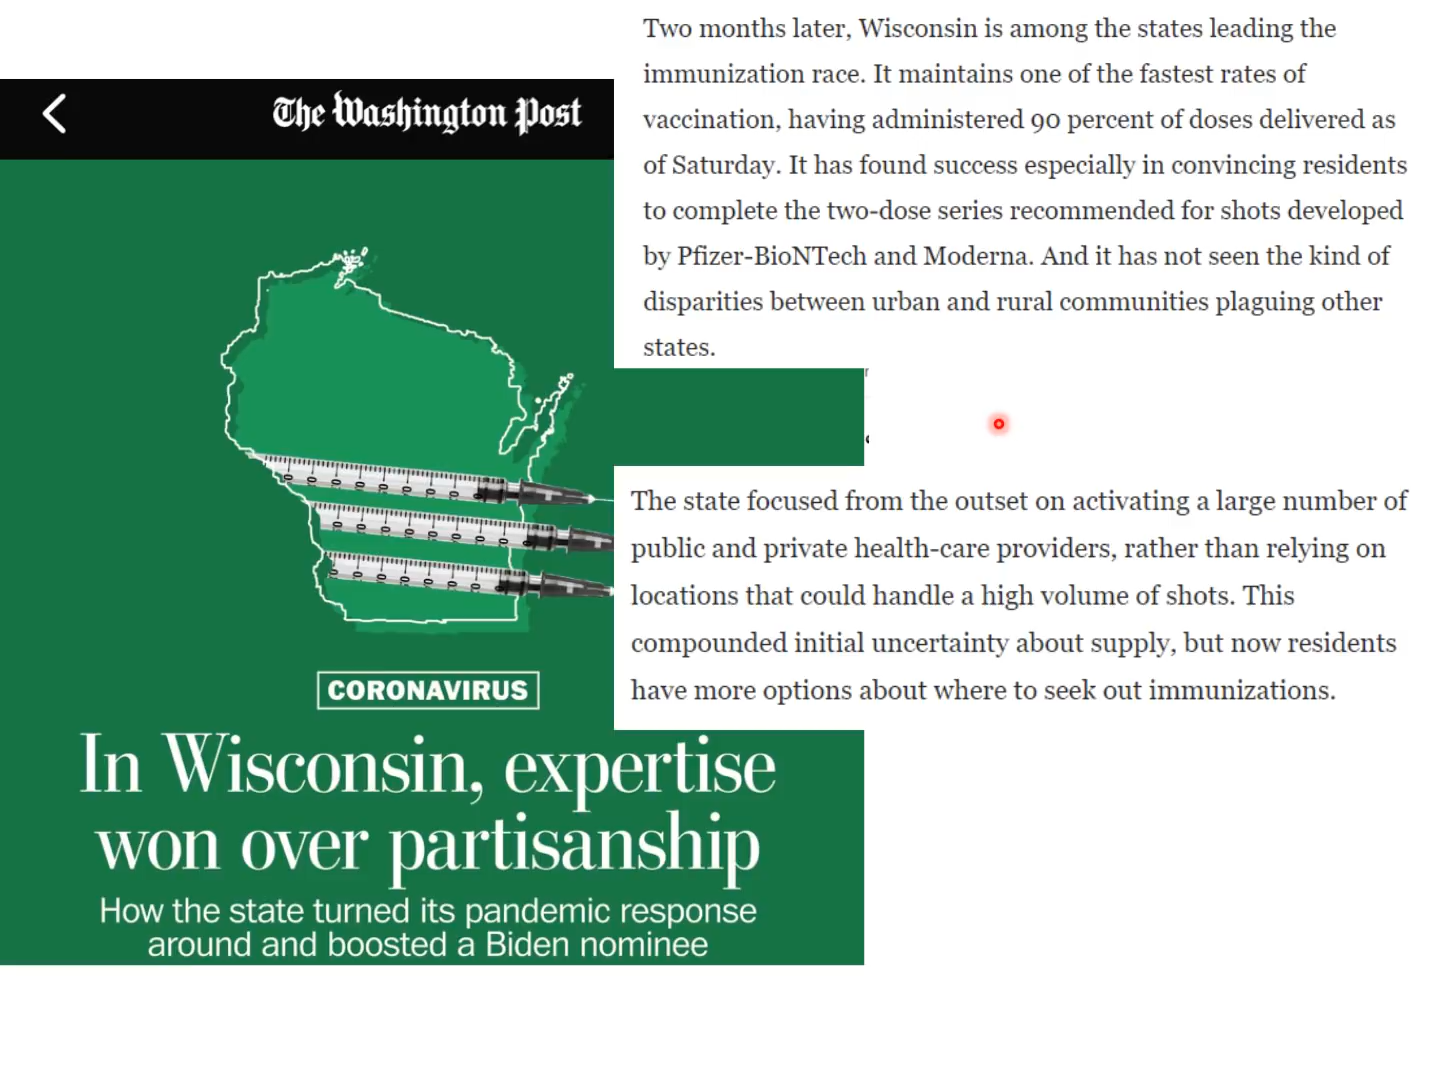 The Washington Post
CORONAVIRUS
In Wisconsin, expertise
won over partisanship
How the state turned its pandemic response
around and boosted a Biden nominee
Two months later, Wisconsin is among the states leading the
immunization race. It maintains one of the fastest rates of
vaccination, having administered 90 percent of doses delivered as
of Saturday. It has found success especially in convincing residents
to complete the two-dose series recommended for shots developed
by Pfizer-BioNTech and Moderna. And it has not seen the kind of
disparities between urban and rural communities plaguing other
states.
The state focused from the outset on activating a large number of
public and private health-care providers, rather than relying on
locations that could handle a high volume of shots. This
compounded initial uncertainty about supply, but now residents
have more options about where to seek out immunizations.